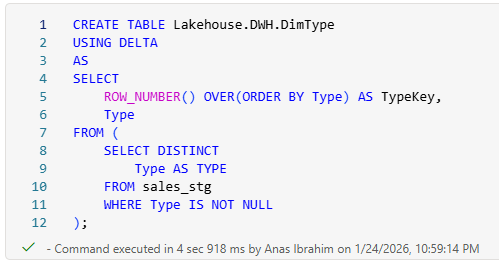 1 CREATE TABLE Lakehouse.DWH.DimType
2 USING DELTA
3 AS
4 SELECT
5     ROW_NUMBER() OVER(ORDER BY Type) AS TypeKey,
6     Type
7 FROM (
8     SELECT DISTINCT
9         Type AS TYPE
10     FROM sales_stg
11     WHERE Type IS NOT NULL
12 );
✓ - Command executed in 4 sec 918 ms by Anas Ibrahim on 1/24/2026, 10:59:14 PM